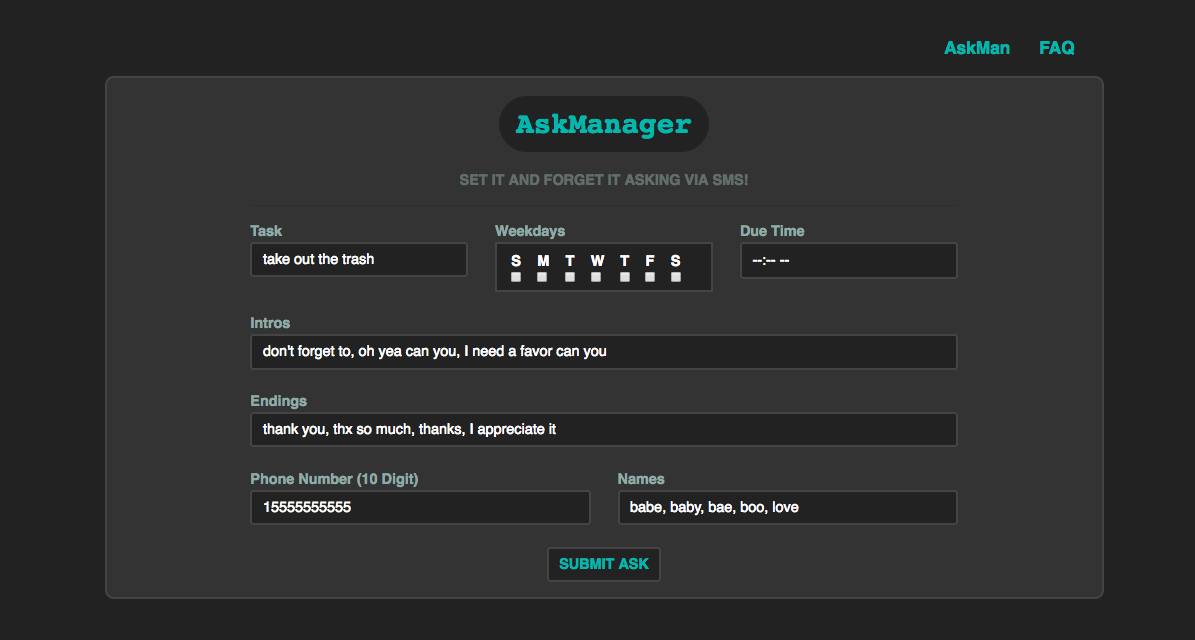 AskMan FAQ
AskManager
SET IT AND FORGET IT ASKING VIA SMS!
Task Weekdays Due Time
take out the trash S M T W T F S --:-- --
Intros
don't forget to, oh yea can you, I need a favor can you
Endings
thank you, thx so much, thanks, I appreciate it
Phone Number (10 Digit) Names
15555555555 babe, baby, bae, boo, love
SUBMIT ASK